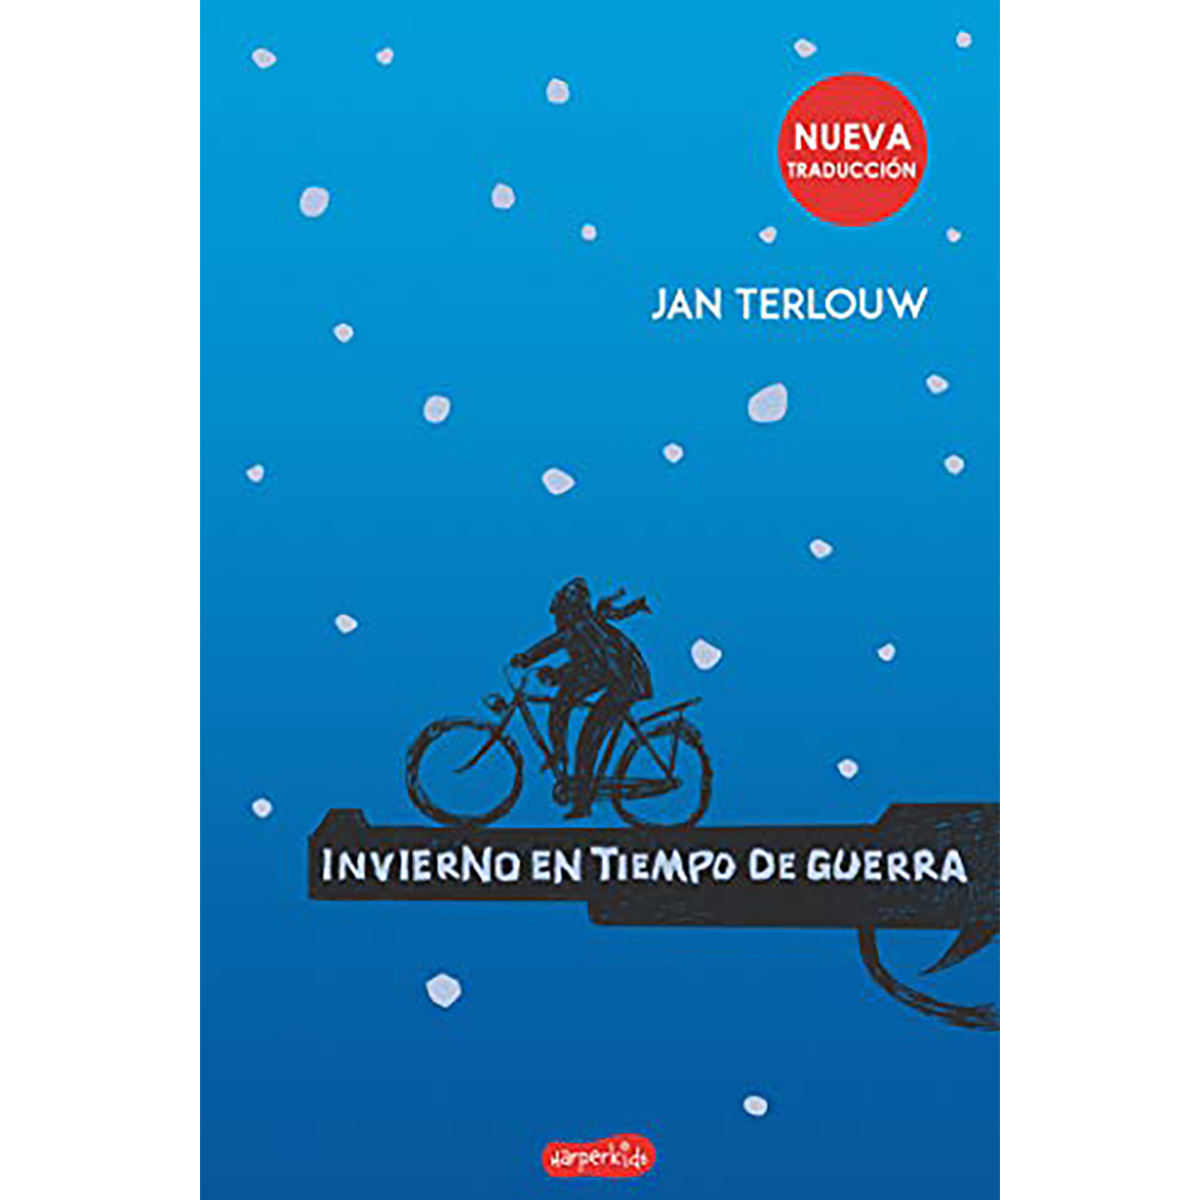 NUEVA
TRADUCCIÓN
JAN TERLOUW
INVIERNO EN TIEMPO DE GUERRA
Harperkids